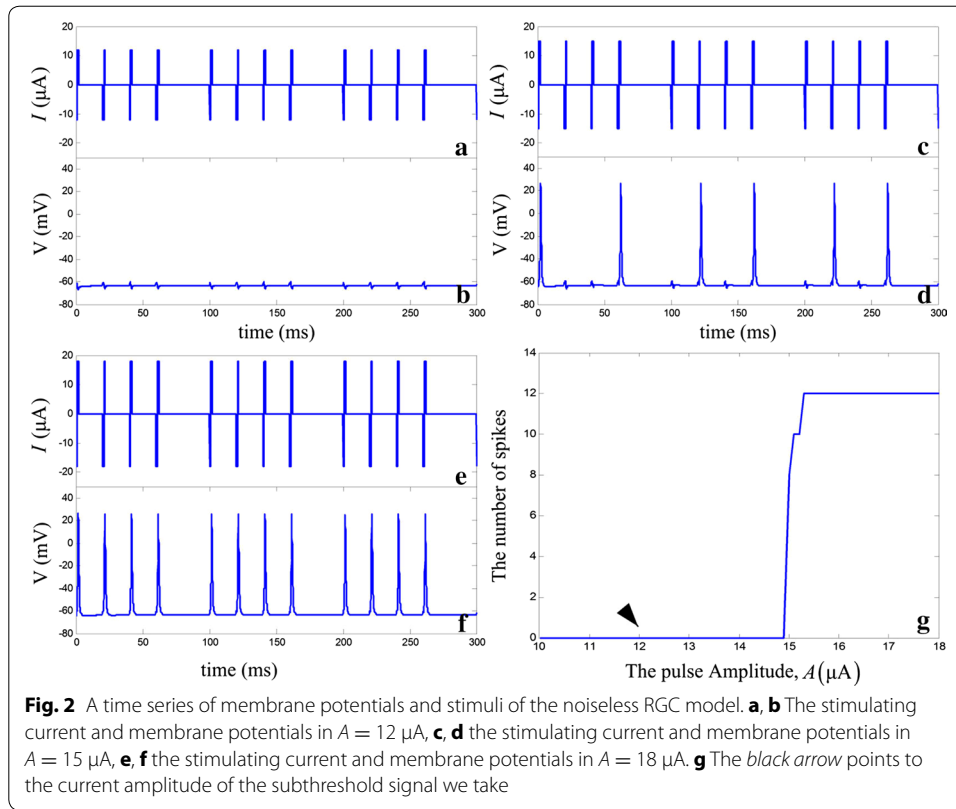 20
10
0
-10
-20
I (μA)
a
40
20
0
-20
-40
-60
-80
V (mV)
b
0 50 100 150 200 250 300
time (ms)
20
10
0
-10
-20
I (μA)
c
40
20
0
-20
-40
-60
-80
V (mV)
d
0 50 100 150 200 250 300
time (ms)
20
10
0
-10
-20
I (μA)
e
40
20
0
-20
-40
-60
-80
V (mV)
f
0 50 100 150 200 250 300
time (ms)
14
12
10
8
6
4
2
0
The number of spikes
g
10 11 12 13 14 15 16 17 18
The pulse Amplitude, A(μA)
Fig. 2 A time series of membrane potentials and stimuli of the noiseless RGC model. a, b The stimulating
current and membrane potentials in A = 12 μA, c, d the stimulating current and membrane potentials in
A = 15 μA, e, f the stimulating current and membrane potentials in A = 18 μA. g The black arrow points to
the current amplitude of the subthreshold signal we take